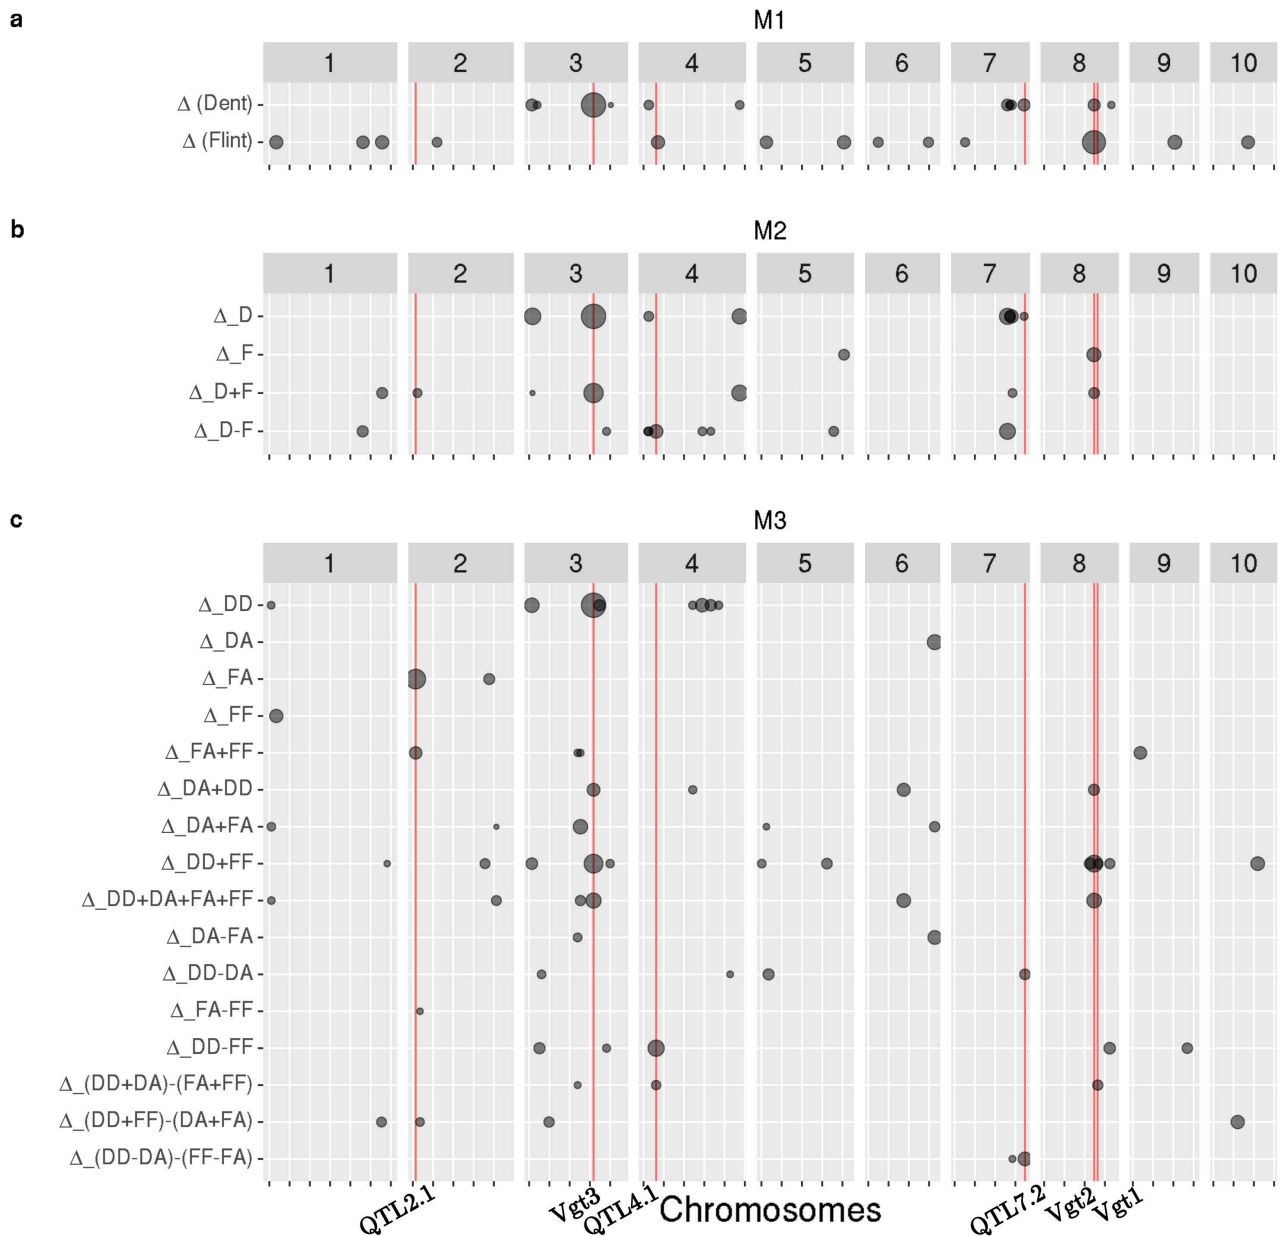 a
M1
1 2 3 4 5 6 7 8 9 10
Δ (Dent)
Δ (Flint)
b
M2
1 2 3 4 5 6 7 8 9 10
Δ_D
Δ_F
Δ_D+F
Δ_D-F
c
M3
1 2 3 4 5 6 7 8 9 10
Δ_DD
Δ_DA
Δ_FA
Δ_FF
Δ_FA+FF
Δ_DA+DD
Δ_DA+FA
Δ_DD+FF
Δ_DD+DA+FA+FF
Δ_DA-FA
Δ_DD-DA
Δ_FA-FF
Δ_DD-FF
Δ_(DD+DA)-(FA+FF)
Δ_(DD+FF)-(DA+FA)
Δ_(DD-DA)-(FF-FA)
QTL2.1 Vgt3 QTL4.1 QTL7.2 Vgt2 Vgt1
Chromosomes